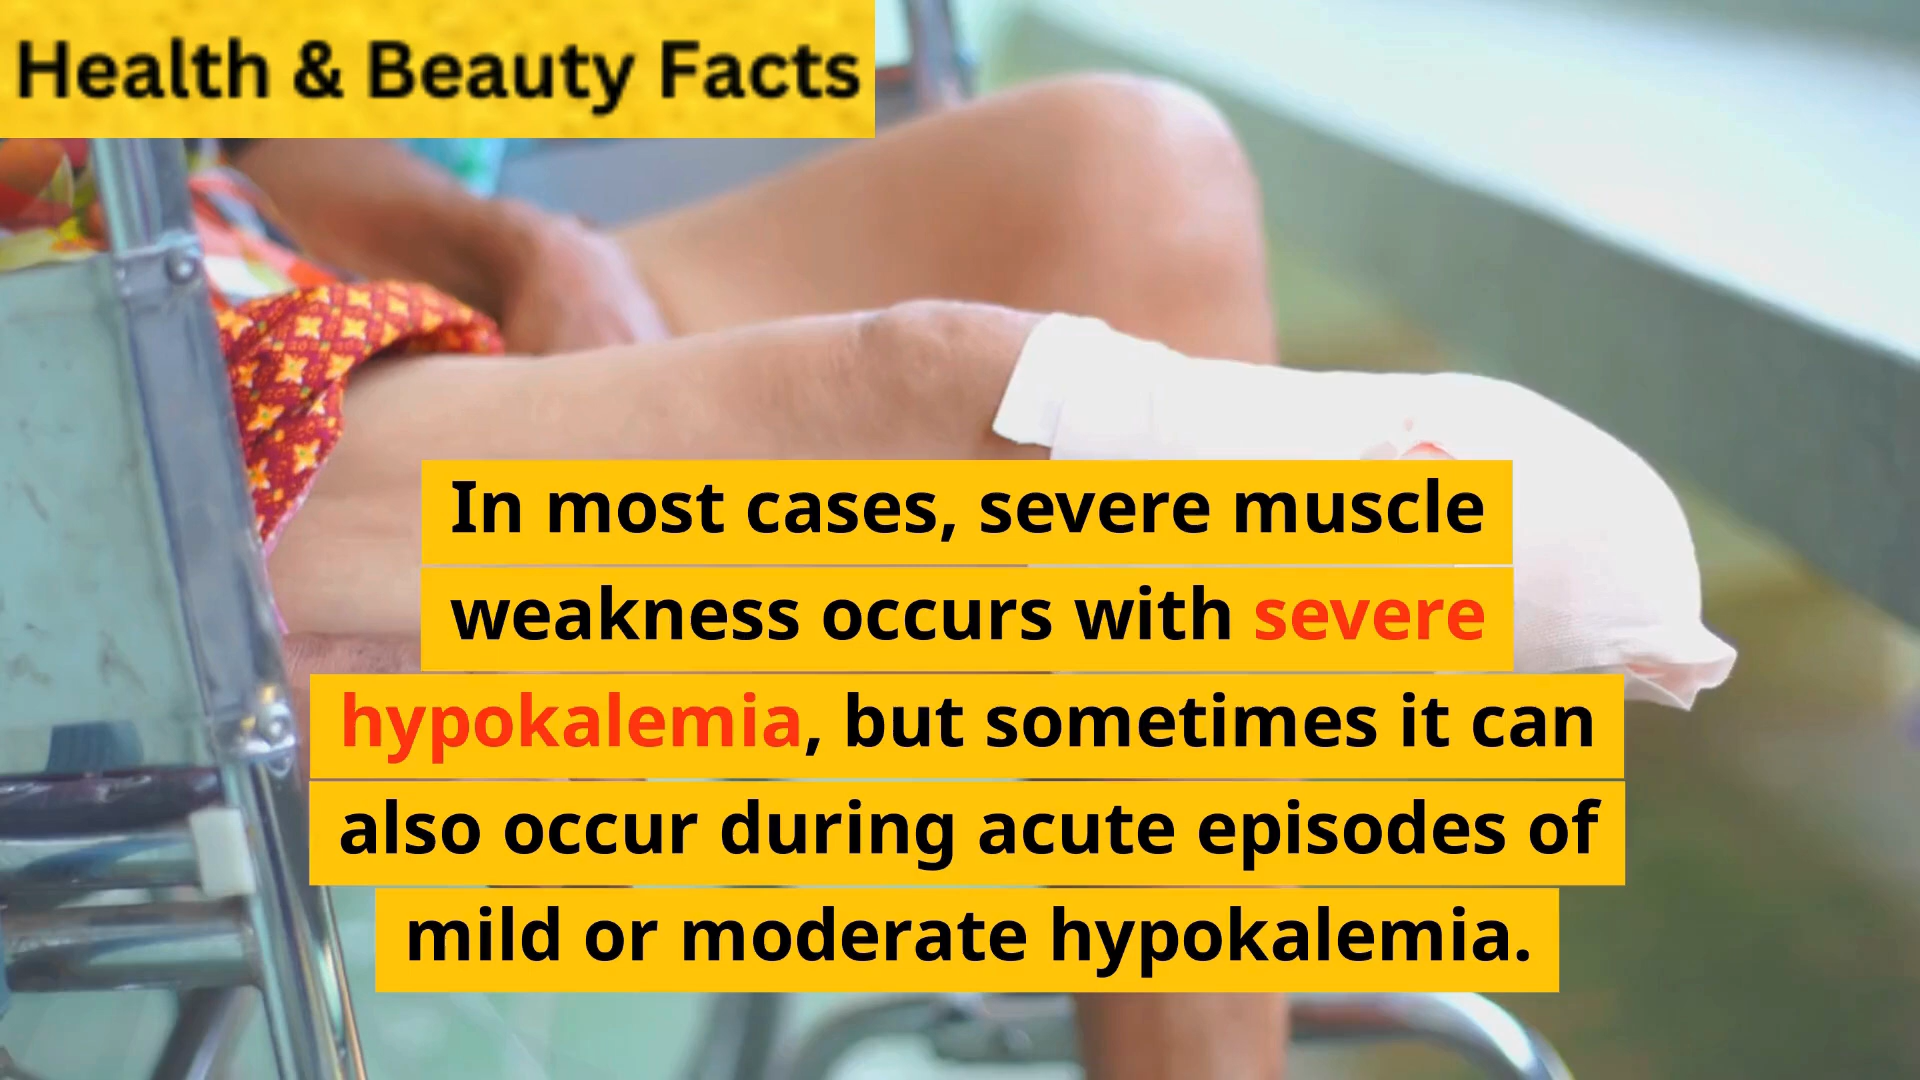 Health & Beauty Facts
In most cases, severe muscle
weakness occurs with severe
hypokalemia, but sometimes it can
also occur during acute episodes of
mild or moderate hypokalemia.